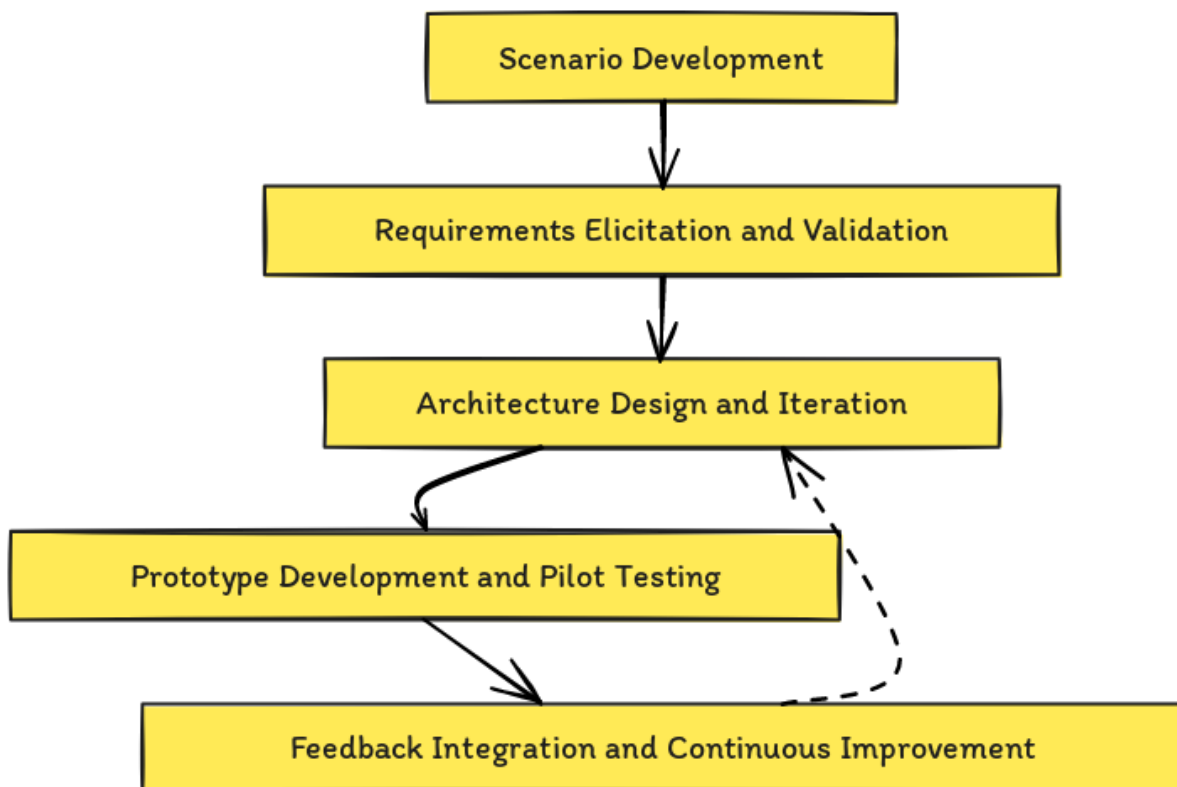 Scenario Development
Requirements Elicitation and Validation
Architecture Design and Iteration
Prototype Development and Pilot Testing
Feedback Integration and Continuous Improvement